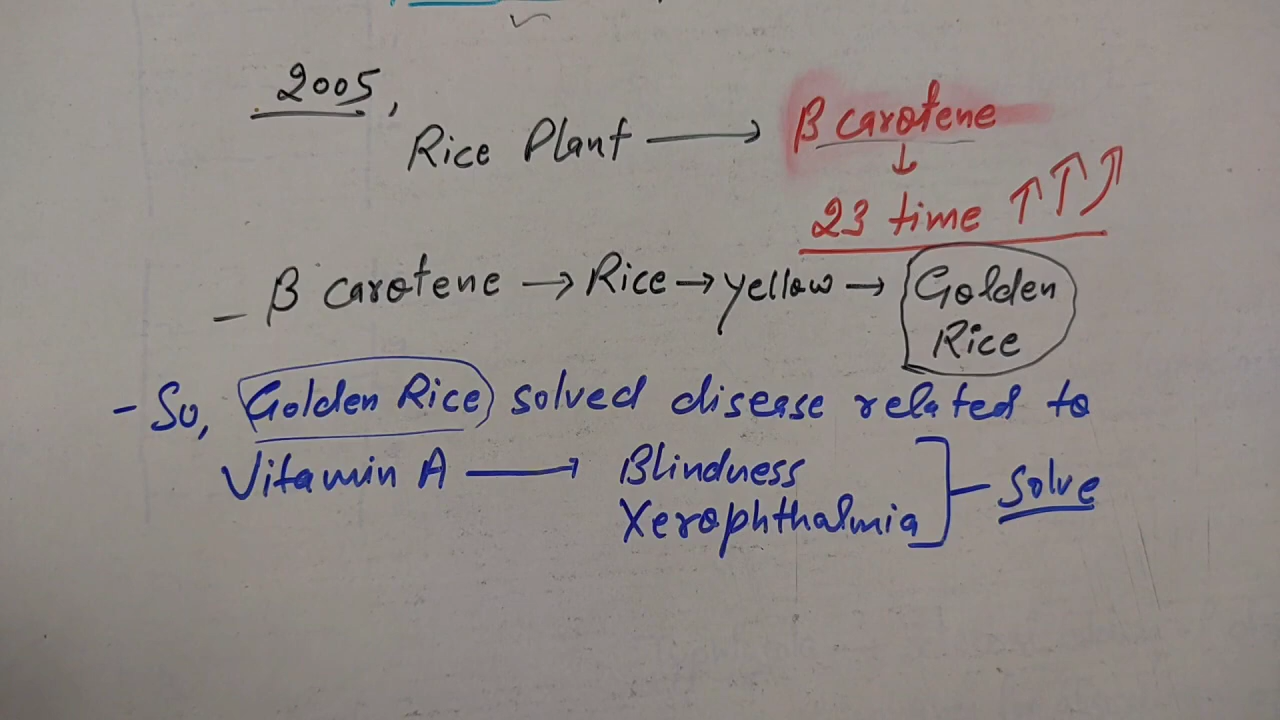 2005,
Rice Plant → β carotene
↓
23 time ↑↑↑
- β carotene → Rice → yellow → Golden Rice
- So, Golden Rice solved disease related to
Vitamin A → Blindness
Xerophthalmia
- Solve